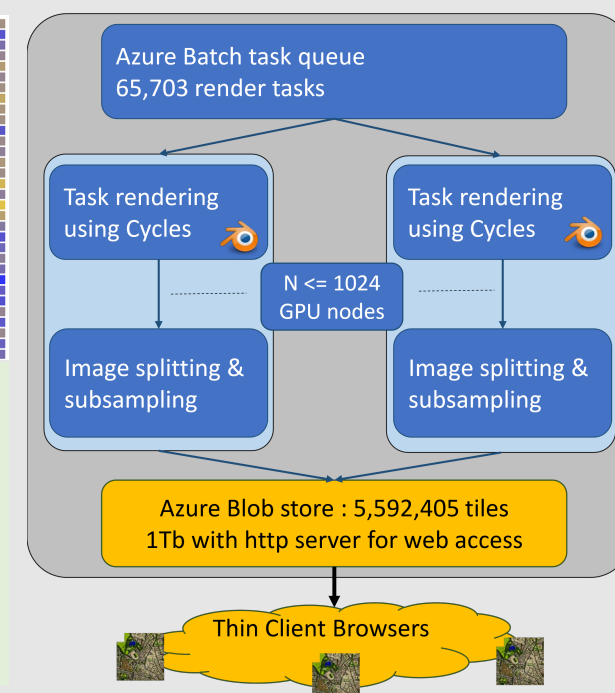 Azure Batch task queue
65,703 render tasks
Task rendering
using Cycles
Task rendering
using Cycles
N <= 1024
GPU nodes
Image splitting &
subsampling
Image splitting &
subsampling
Azure Blob store : 5,592,405 tiles
1Tb with http server for web access
Thin Client Browsers